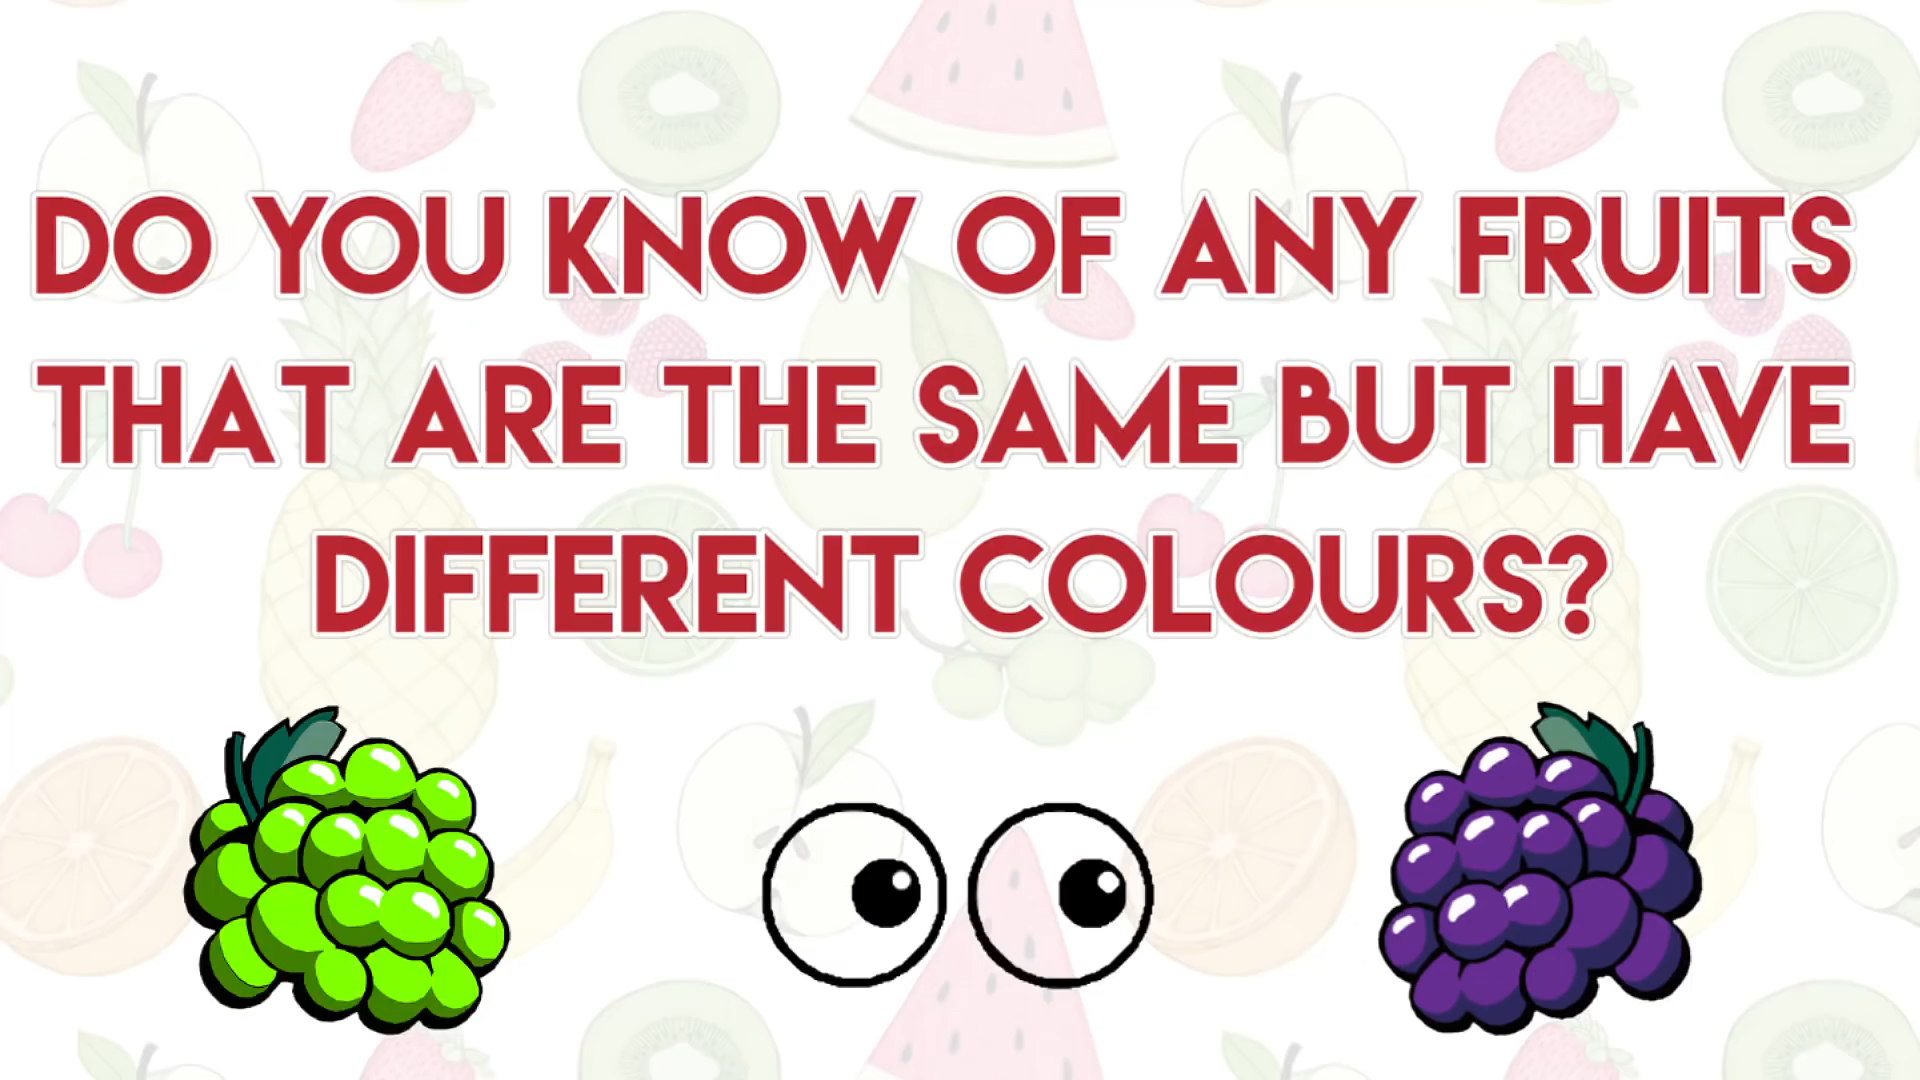 DO YOU KNOW OF ANY FRUITS
THAT ARE THE SAME BUT HAVE
DIFFERENT COLOURS?